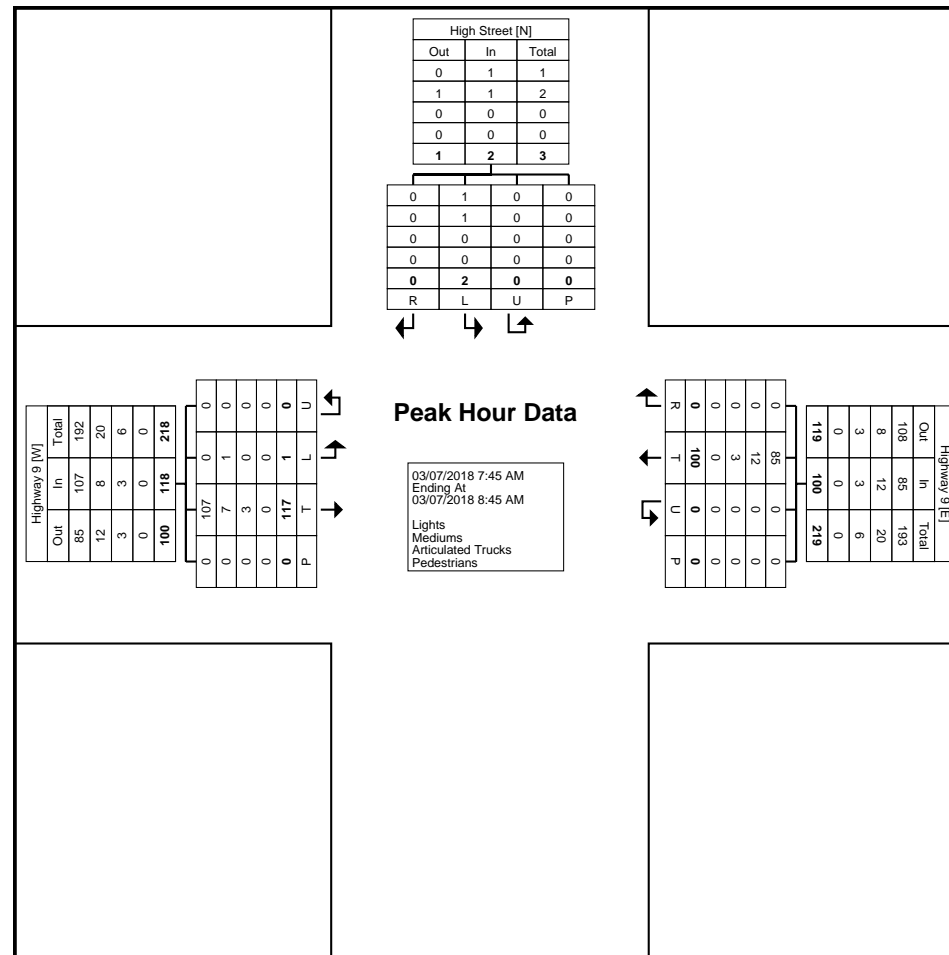 High Street [N]
Out In Total
0 1 1
1 1 2
0 0 0
0 0 0
1 2 3
0 1 0 0
0 1 0 0
0 0 0 0
0 0 0 0
0 2 0 0
R L U P
Peak Hour Data
03/07/2018 7:45 AM
Ending At
03/07/2018 8:45 AM
Lights
Mediums
Articulated Trucks
Pedestrians
Highway 9 [W]
Total 192 20 6 0 218
In 107 8 3 0 118
Out 85 12 3 0 100
0 0 0 0 0 U
0 1 0 0 1 L
107 7 3 0 117 T
0 0 0 0 0 P
R 0 0 0 0 0
T 100 0 3 12 85
U 0 0 0 0 0
P 0 0 0 0 0
Highway 9 [E]
Out In Total
108 85 193
8 12 20
3 3 6
0 0 0
119 100 219